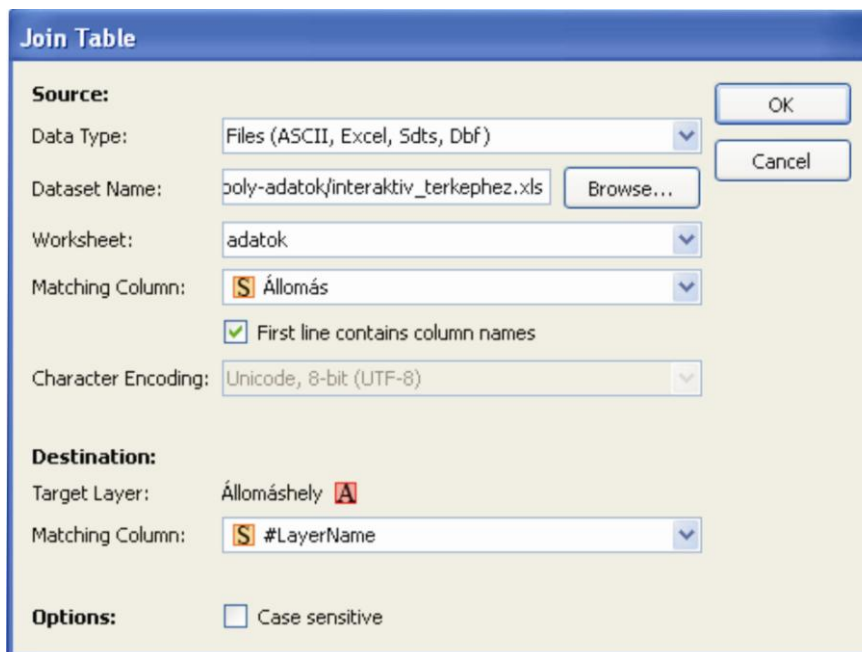 Join Table
Source:
OK
Data Type: Files (ASCII, Excel, Sdts, Dbf)
Cancel
Dataset Name: poly-adatok/interaktiv_terkephez.xls Browse...
Worksheet: adatok
Matching Column: S Állomás
First line contains column names
Character Encoding: Unicode, 8-bit (UTF-8)
Destination:
Target Layer: Állomáshely A
Matching Column: S #LayerName
Options: Case sensitive